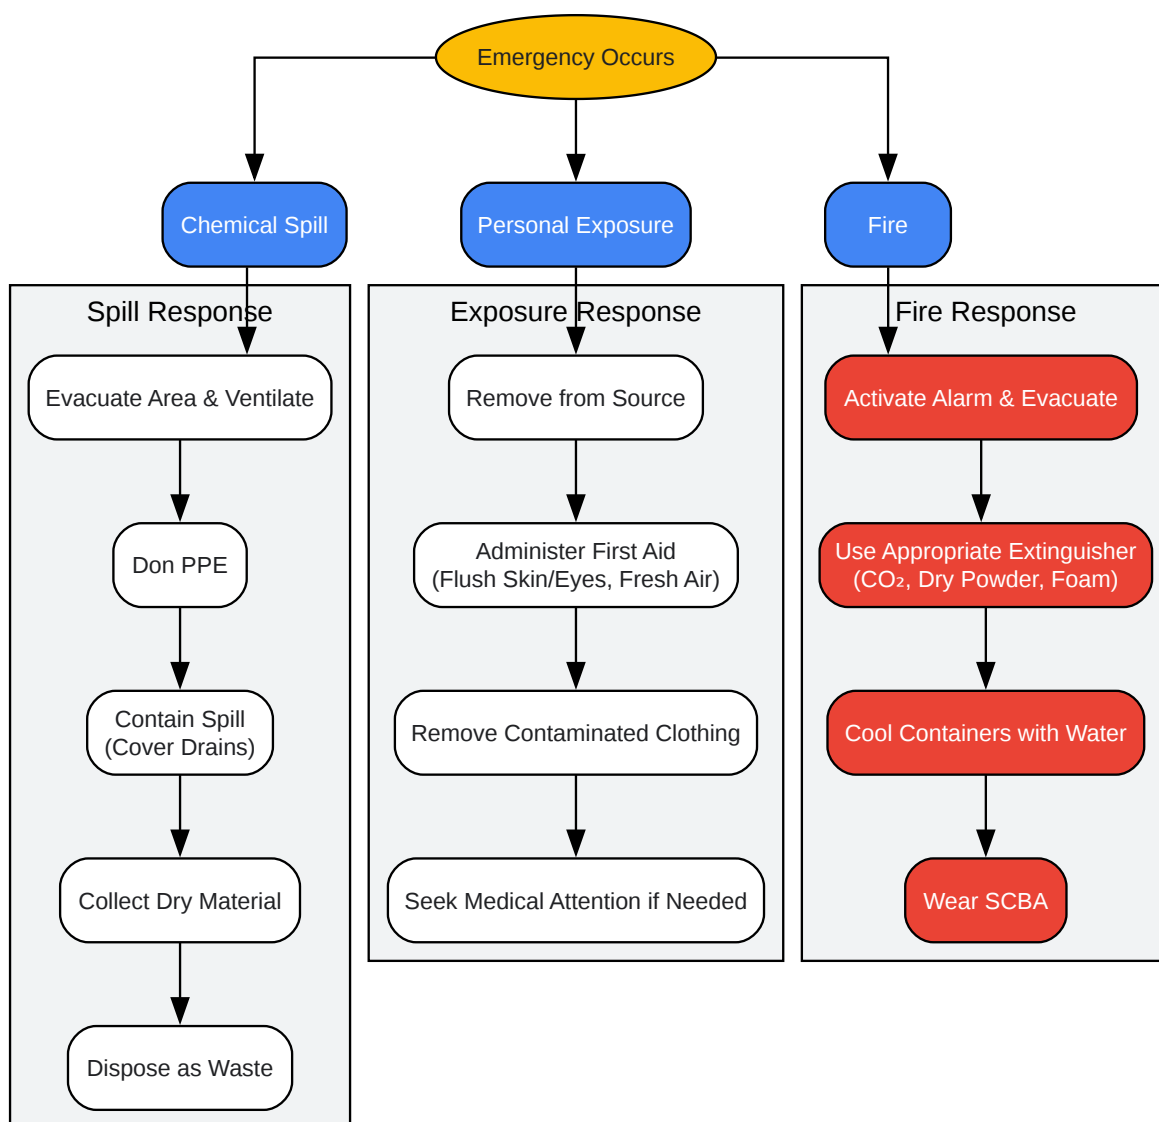 Emergency Occurs
Chemical Spill
Personal Exposure
Fire
Spill Response
Evacuate Area & Ventilate
Don PPE
Contain Spill
(Cover Drains)
Collect Dry Material
Dispose as Waste
Exposure Response
Remove from Source
Administer First Aid
(Flush Skin/Eyes, Fresh Air)
Remove Contaminated Clothing
Seek Medical Attention if Needed
Fire Response
Activate Alarm & Evacuate
Use Appropriate Extinguisher
(CO₂, Dry Powder, Foam)
Cool Containers with Water
Wear SCBA